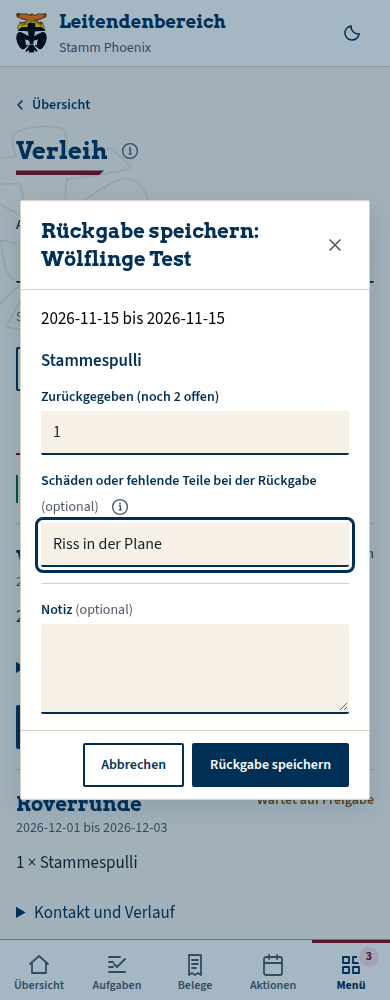 Leitendenbereich
Stamm Phoenix
Übersicht
Verleih
Rückgabe speichern:
Wölflinge Test
2026-11-15 bis 2026-11-15
Stammespulli
Zurückgegeben (noch 2 offen)
1
Schäden oder fehlende Teile bei der Rückgabe
(optional)
Riss in der Plane
Notiz (optional)
Abbrechen
Rückgabe speichern
Roverrunde
Wartet auf Freigabe
2026-12-01 bis 2026-12-03
1 × Stammespulli
Kontakt und Verlauf
3
Übersicht
Aufgaben
Belege
Aktionen
Menü